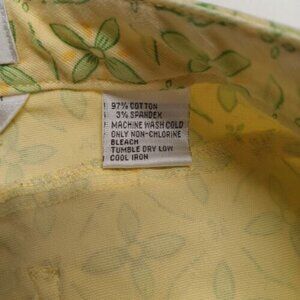 97% COTTON
3% SPANDEX
MACHINE WASH COLD
ONLY NON-CHLORINE
BLEACH
TUMBLE DRY LOW
COOL IRON